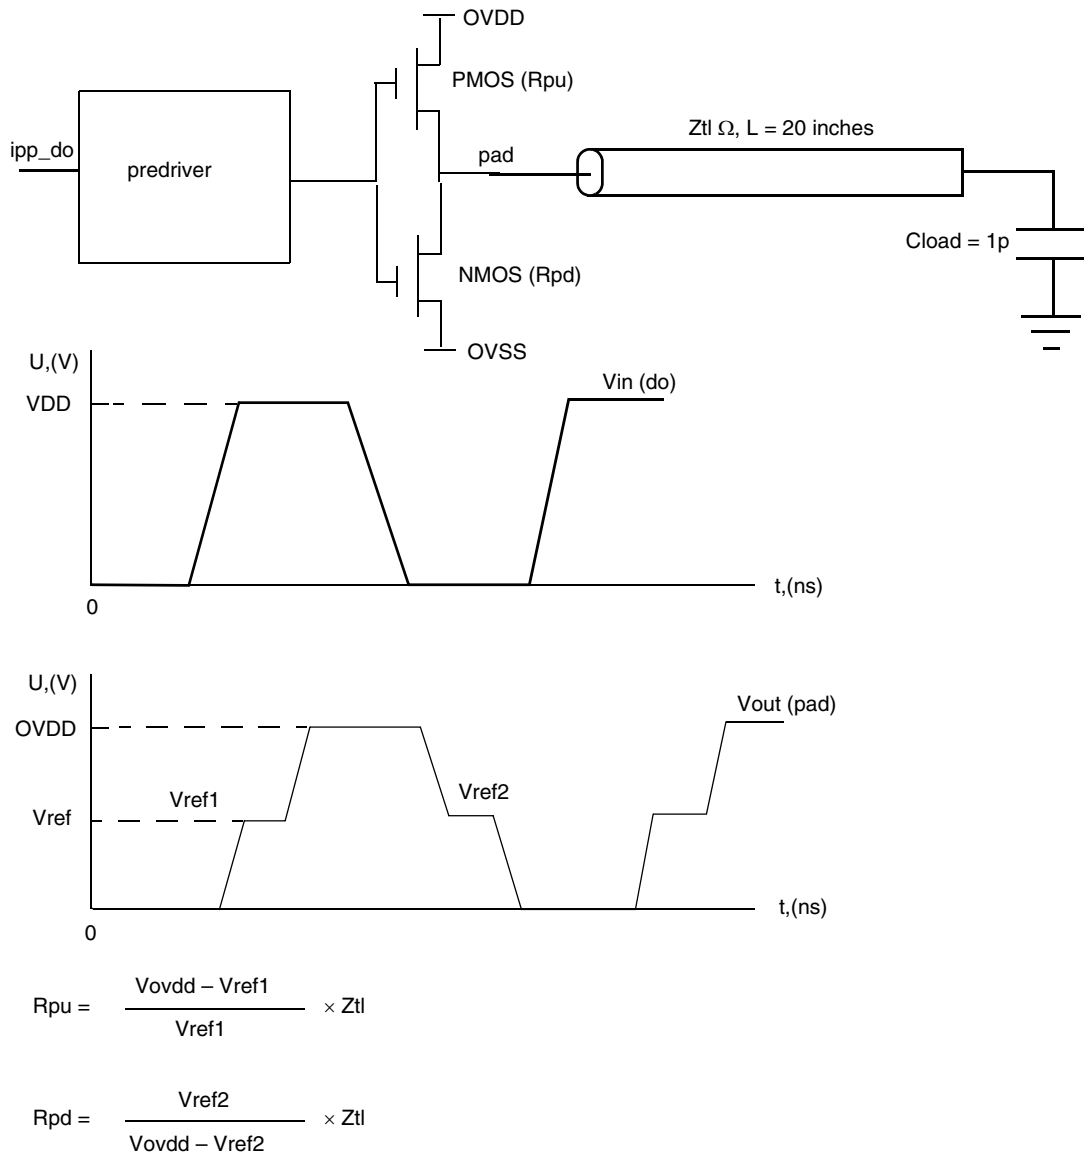 OVDD
PMOS (Rpu)
Ztl Ω, L = 20 inches
ipp_do
predriver
pad
Cload = 1p
NMOS (Rpd)
OVSS
U,(V)
Vin (do)
VDD
t,(ns)
0
U,(V)
Vout (pad)
OVDD
Vref1
Vref2
Vref
t,(ns)
0
Vovdd – Vref1
Rpu = × Ztl
Vref1
Vref2
Rpd = × Ztl
Vovdd – Vref2